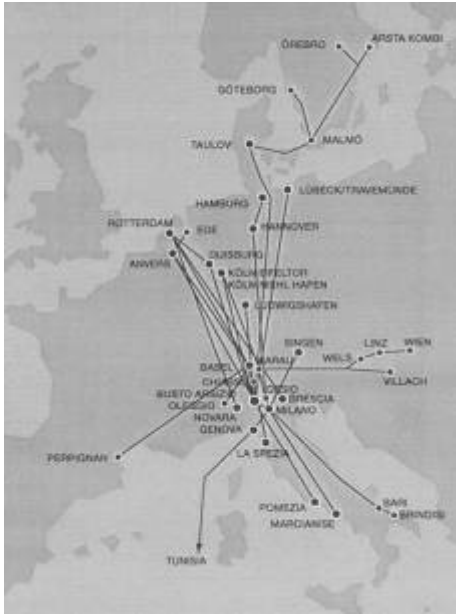 ÖREBRO
ARSTA KOMBI
GÖTEBORG
MALMÖ
TAULOV
LÜBECK/TRAVEMÜNDE
HAMBURG
HANNOVER
ROTTERDAM
EDE
ANVERS
DUISBURG
KÖLN EIFELTOR
KÖLN NIEHL HAFEN
LUDWIGSHAFEN
SINGEN
LINZ
WIEN
WELS
BASEL
AARAU
VILLACH
BUSTO ARSIZIO
BRESCIA
OLEGGIO
MILANO
NOVARA
GENOVA
LA SPEZIA
PERPIGNAN
POMEZIA
BARI
BRINDISI
MARCIANISE
TUNISIA